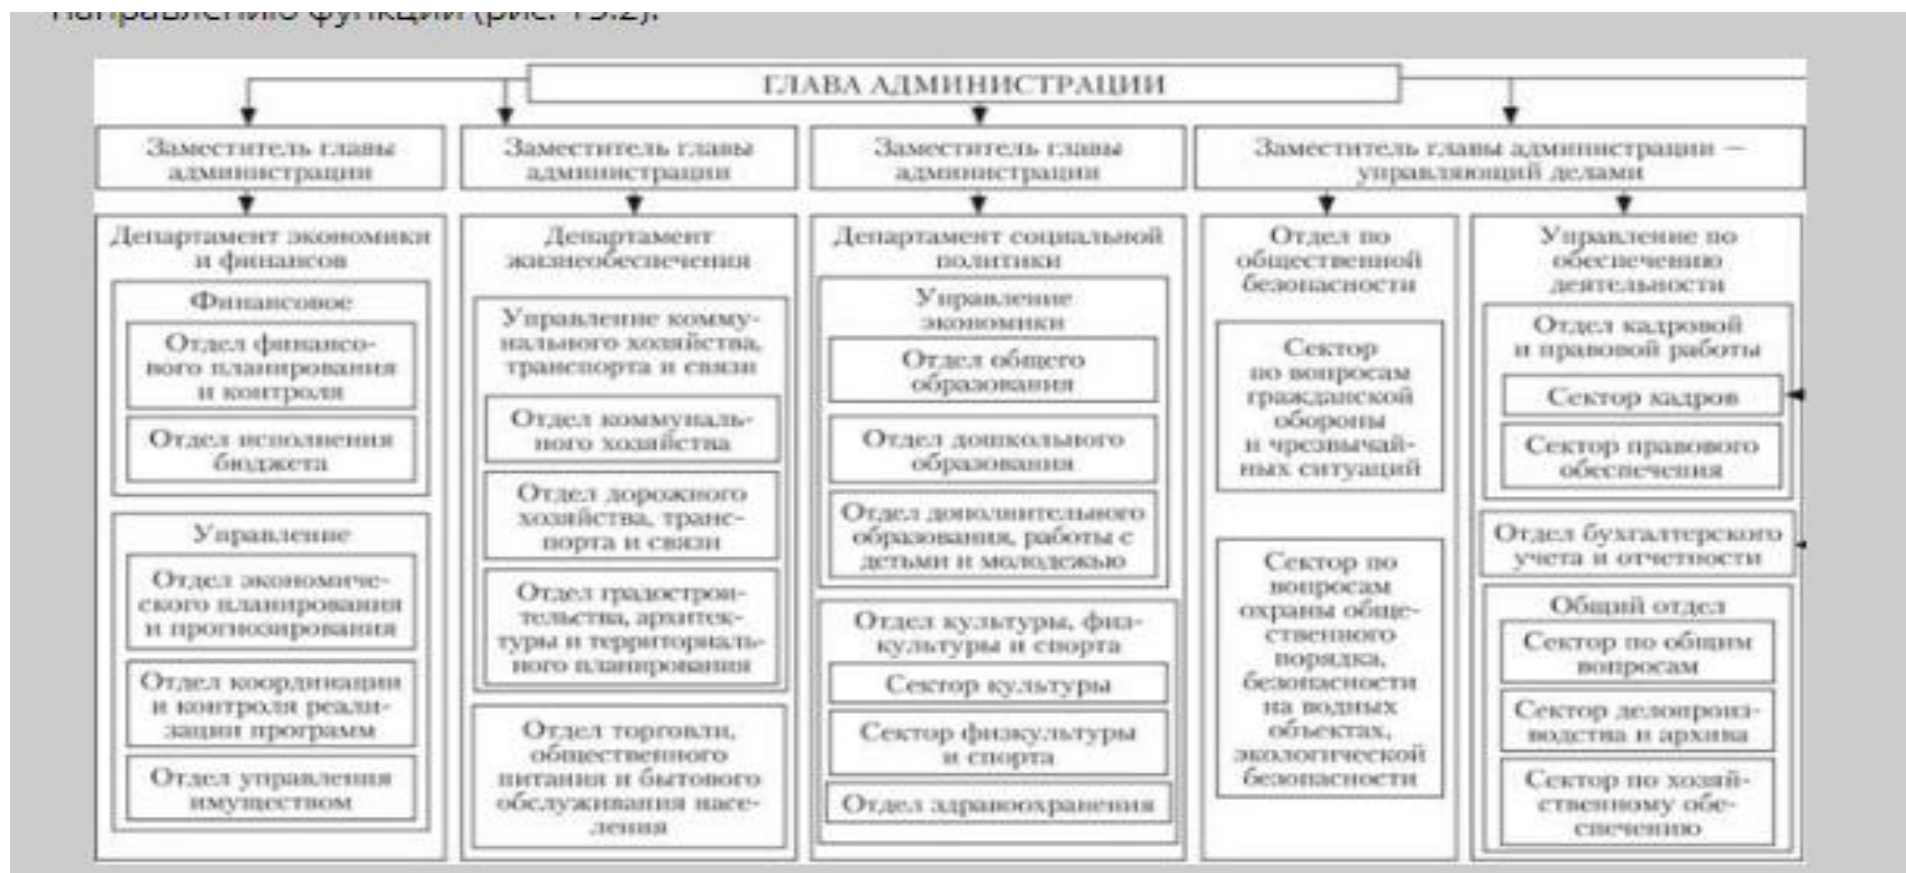 направлению функции (рис. 13.2).
ГЛАВА АДМИНИСТРАЦИИ
Заместитель главы
администрации
Заместитель главы
администрации
Заместитель главы
администрации
Заместитель главы администрации —
управляющий делами
Департамент экономики
и финансов
Финансовое
Отдел финансо-
вого планирования
и контроля
Отдел исполнения
бюджета
Управление
Отдел экономиче-
ского планирования
и прогнозирования
Отдел координации
и контроля реали-
зации программ
Отдел управления
имуществом
Департамент
жизнеобеспечения
Управление комму-
нального хозяйства,
транспорта и связи
Отдел коммуналь-
ного хозяйства
Отдел дорожного
хозяйства, транс-
порта и связи
Отдел градострои-
тельства, архитек-
туры и территориаль-
ного планирования
Отдел торговли,
общественного
питания и бытового
обслуживания насе-
ления
Департамент социальной
политики
Управление
экономики
Отдел общего
образования
Отдел дошкольного
образования
Отдел дополнительного
образования, работы с
детьми и молодежью
Отдел культуры, физ-
культуры и спорта
Сектор культуры
Сектор физкультуры
и спорта
Отдел здравоохранения
Отдел по
общественной
безопасности
Сектор
по вопросам
гражданской
обороны
и чрезвычай-
ных ситуаций
Сектор по
вопросам
охраны обще-
ственного
порядка,
безопасности
на водных
объектах,
экологической
безопасности
Управление по
обеспечению
деятельности
Отдел кадровой
и правовой работы
Сектор кадров
Сектор правового
обеспечения
Отдел бухгалтерского
учета и отчетности
Общий отдел
Сектор по общим
вопросам
Сектор делопроиз-
водства и архива
Сектор по хозяй-
ственному обе-
спечению